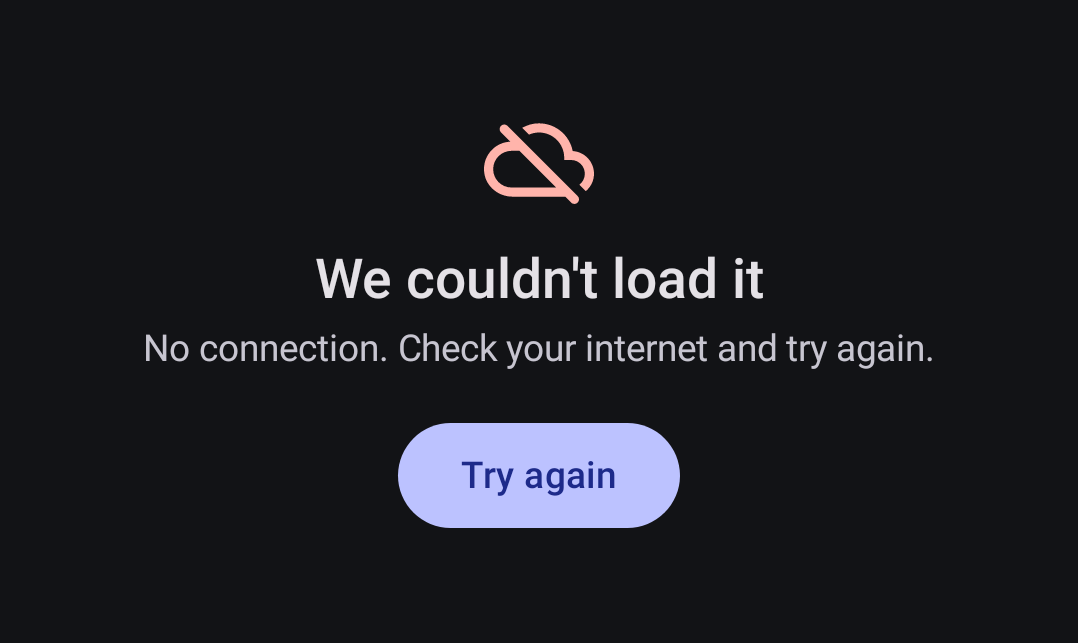 We couldn't load it
No connection. Check your internet and try again.
Try again